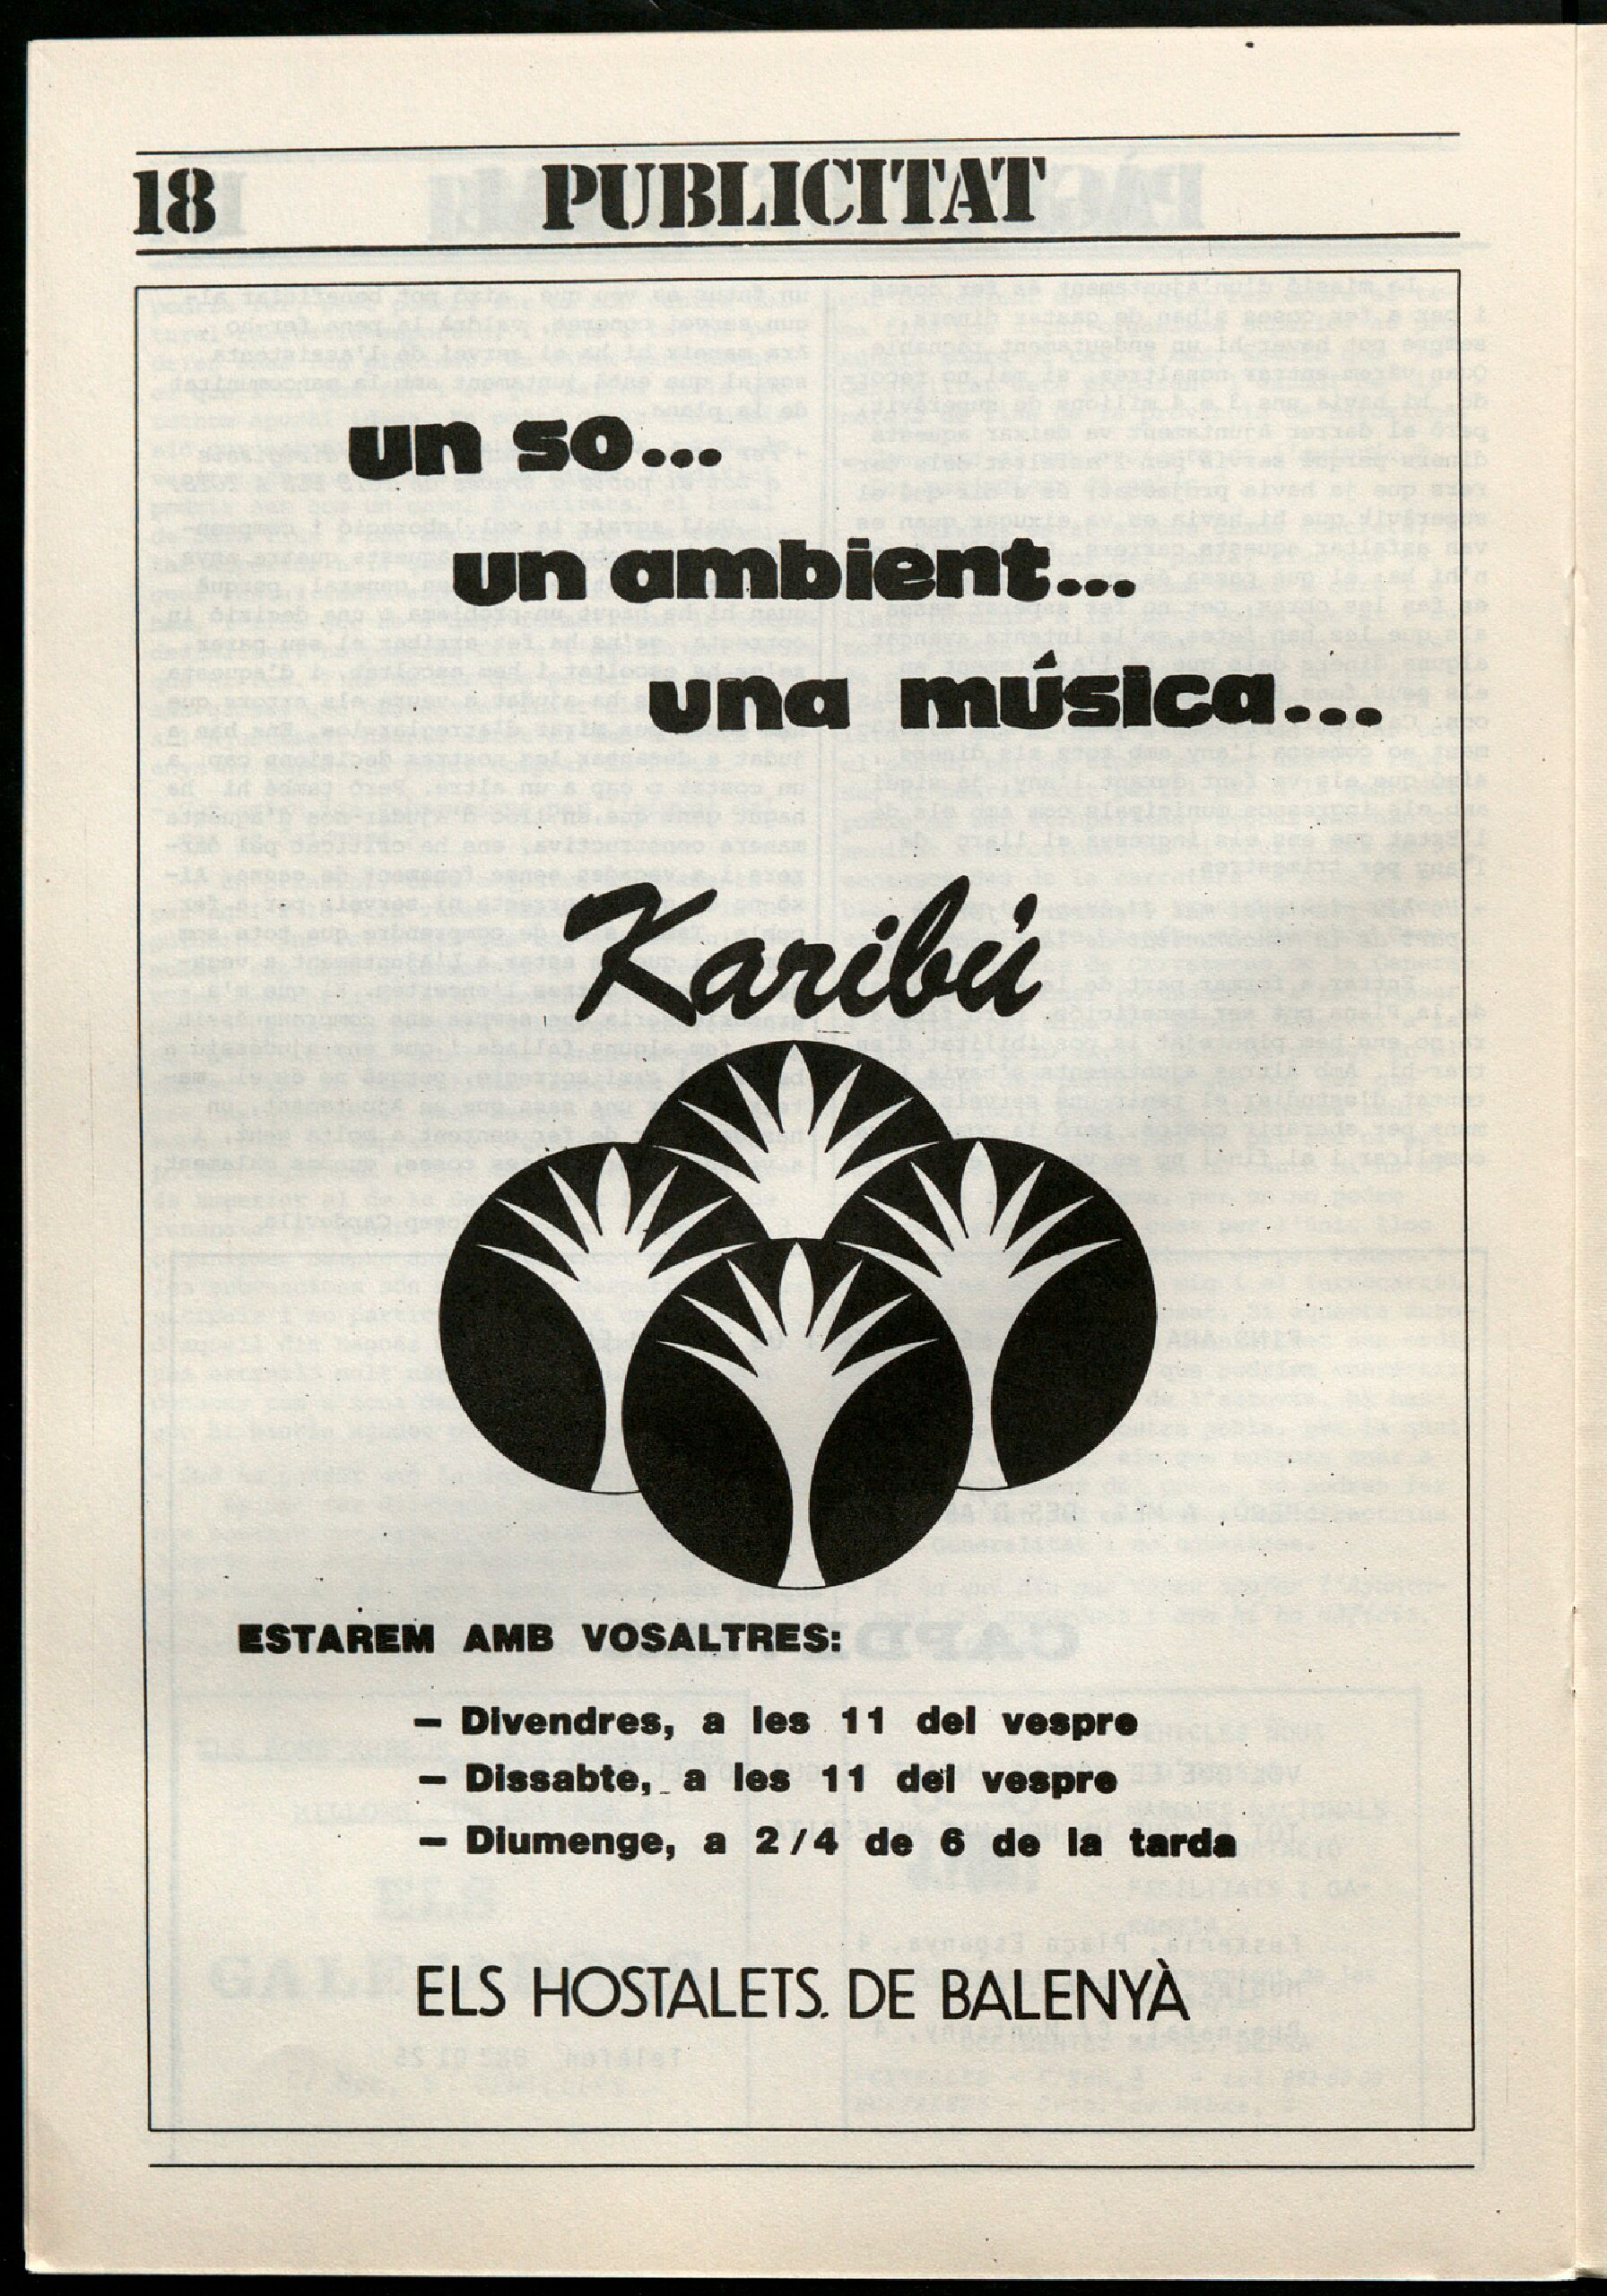 18 PUBLICITAT
un so...
un ambient...
una música...
Karibú
ESTAREM AMB VOSALTRES:
– Divendres, a les 11 del vespre
– Dissabte, a les 11 del vespre
– Diumenge, a 2/4 de 6 de la tarda
ELS HOSTALETS DE BALENYÀ